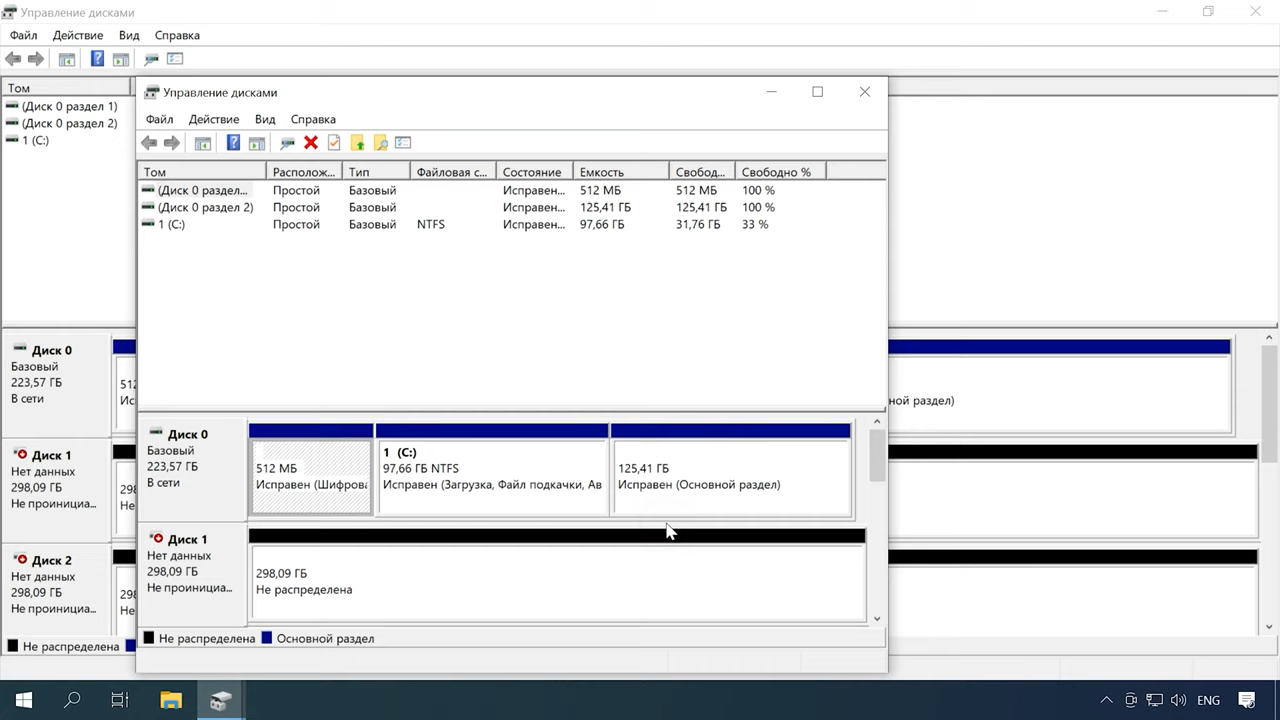 Управление дисками
Файл Действие Вид Справка
Том
(Диск 0 раздел 1)
(Диск 0 раздел 2)
1 (C:)
Диск 0
Базовый
223,57 ГБ
В сети
512
Ис
ной раздел)
Диск 1
Нет данных
298,09 ГБ
Не проинициа...
298
Не
Диск 2
Нет данных
298,09 ГБ
Не проинициа...
298
Не
Не распределена
Управление дисками
Файл Действие Вид Справка
Том Располож... Тип Файловая с... Состояние Емкость Свобод... Свободно %
(Диск 0 раздел... Простой Базовый Исправен... 512 МБ 512 МБ 100 %
(Диск 0 раздел 2) Простой Базовый Исправен... 125,41 ГБ 125,41 ГБ 100 %
1 (C:) Простой Базовый NTFS Исправен... 97,66 ГБ 31,76 ГБ 33 %
Диск 0
Базовый
223,57 ГБ
В сети
512 МБ
Исправен (Шифрова
1 (C:)
97,66 ГБ NTFS
Исправен (Загрузка, Файл подкачки, Ав
125,41 ГБ
Исправен (Основной раздел)
Диск 1
Нет данных
298,09 ГБ
Не проинициа...
298,09 ГБ
Не распределена
Не распределена Основной раздел
ENG